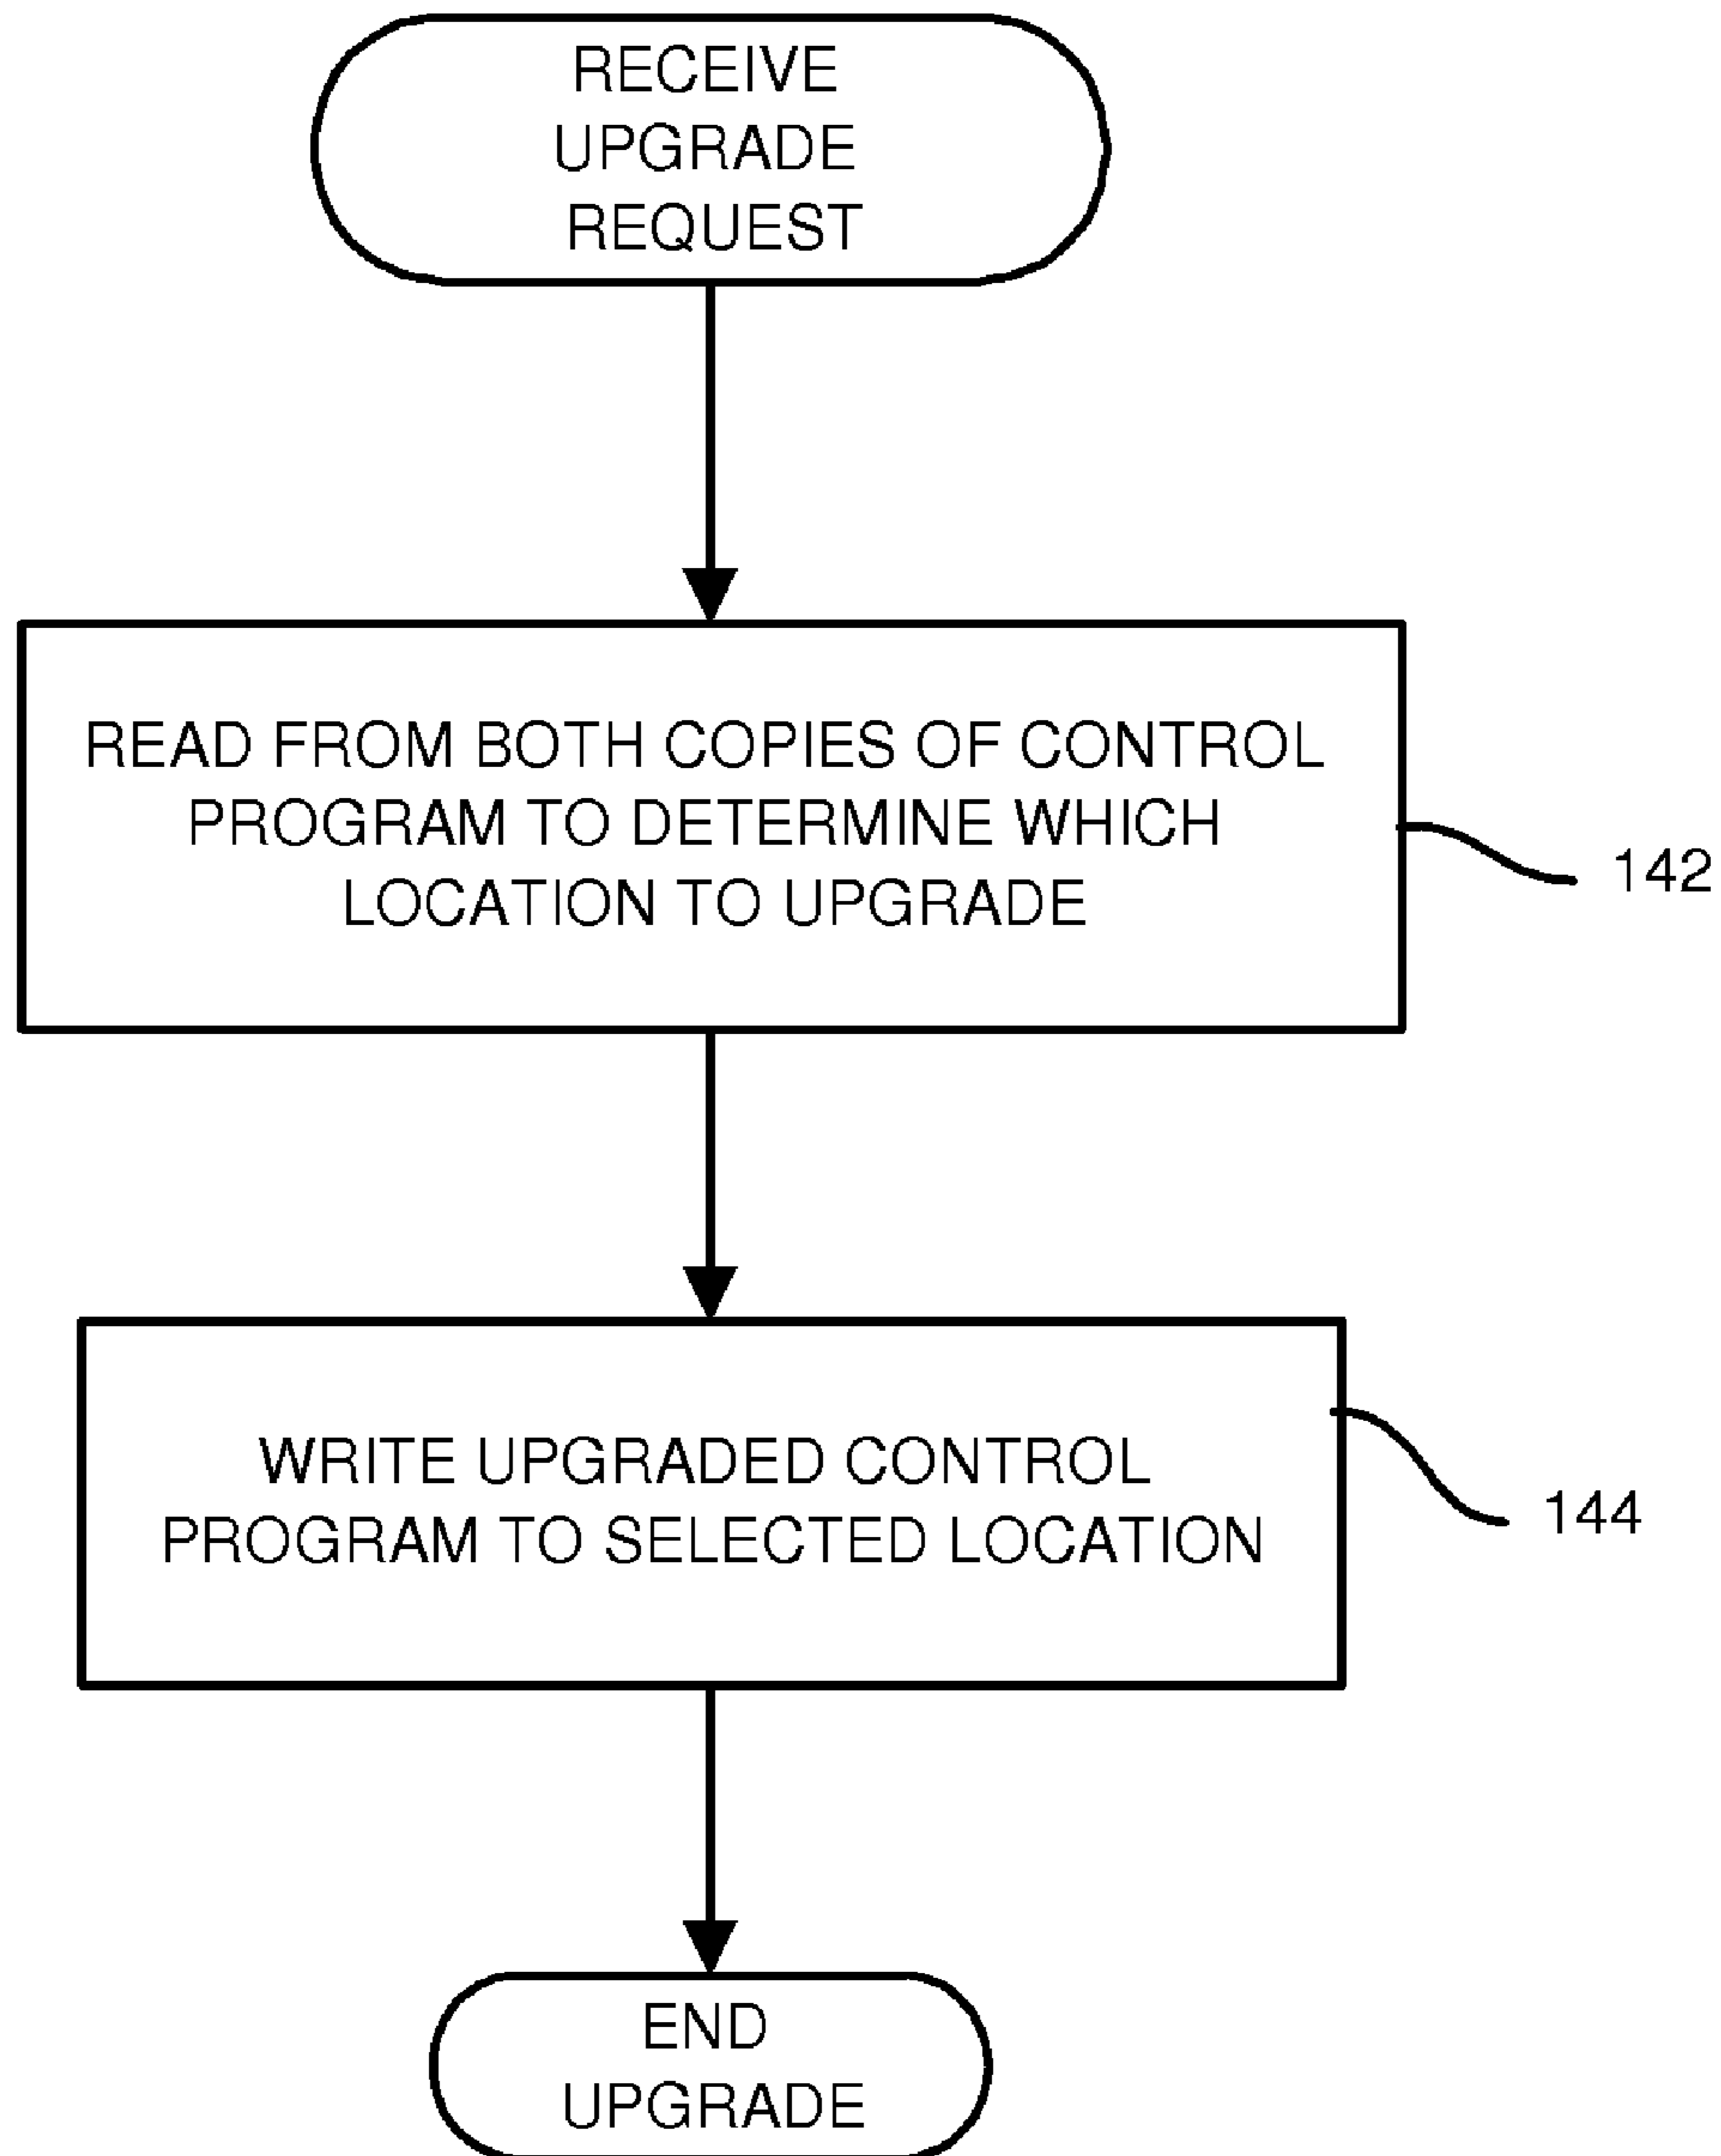 RECEIVE
UPGRADE
REQUEST
READ FROM BOTH COPIES OF CONTROL
PROGRAM TO DETERMINE WHICH
LOCATION TO UPGRADE
142
WRITE UPGRADED CONTROL
PROGRAM TO SELECTED LOCATION
144
END
UPGRADE